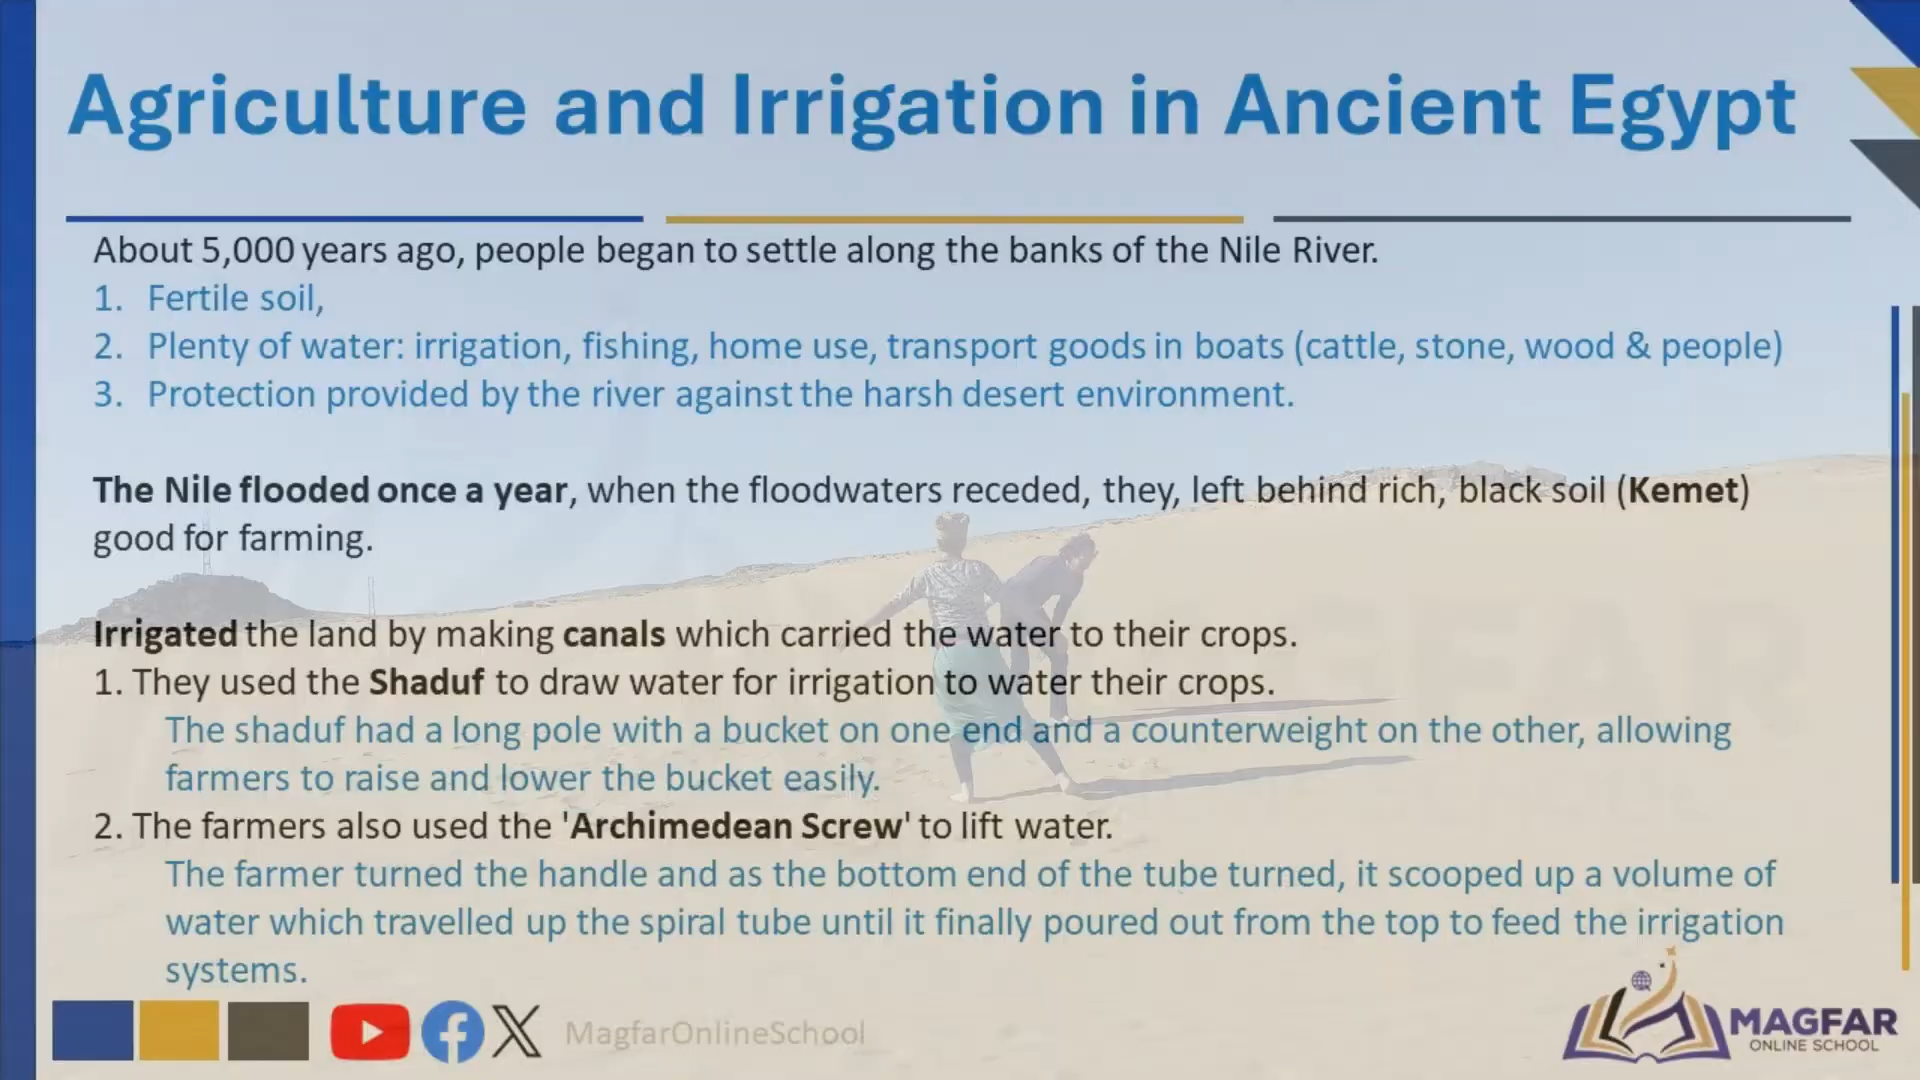 Agriculture and Irrigation in Ancient Egypt
About 5,000 years ago, people began to settle along the banks of the Nile River.
1. Fertile soil,
2. Plenty of water: irrigation, fishing, home use, transport goods in boats (cattle, stone, wood & people)
3. Protection provided by the river against the harsh desert environment.
The Nile flooded once a year, when the floodwaters receded, they, left behind rich, black soil (Kemet)
good for farming.
Irrigated the land by making canals which carried the water to their crops.
1. They used the Shaduf to draw water for irrigation to water their crops.
The shaduf had a long pole with a bucket on one end and a counterweight on the other, allowing
farmers to raise and lower the bucket easily.
2. The farmers also used the 'Archimedean Screw' to lift water.
The farmer turned the handle and as the bottom end of the tube turned, it scooped up a volume of
water which travelled up the spiral tube until it finally poured out from the top to feed the irrigation
systems.
MagfarOnlineSchool
MAGFAR
ONLINE SCHOOL